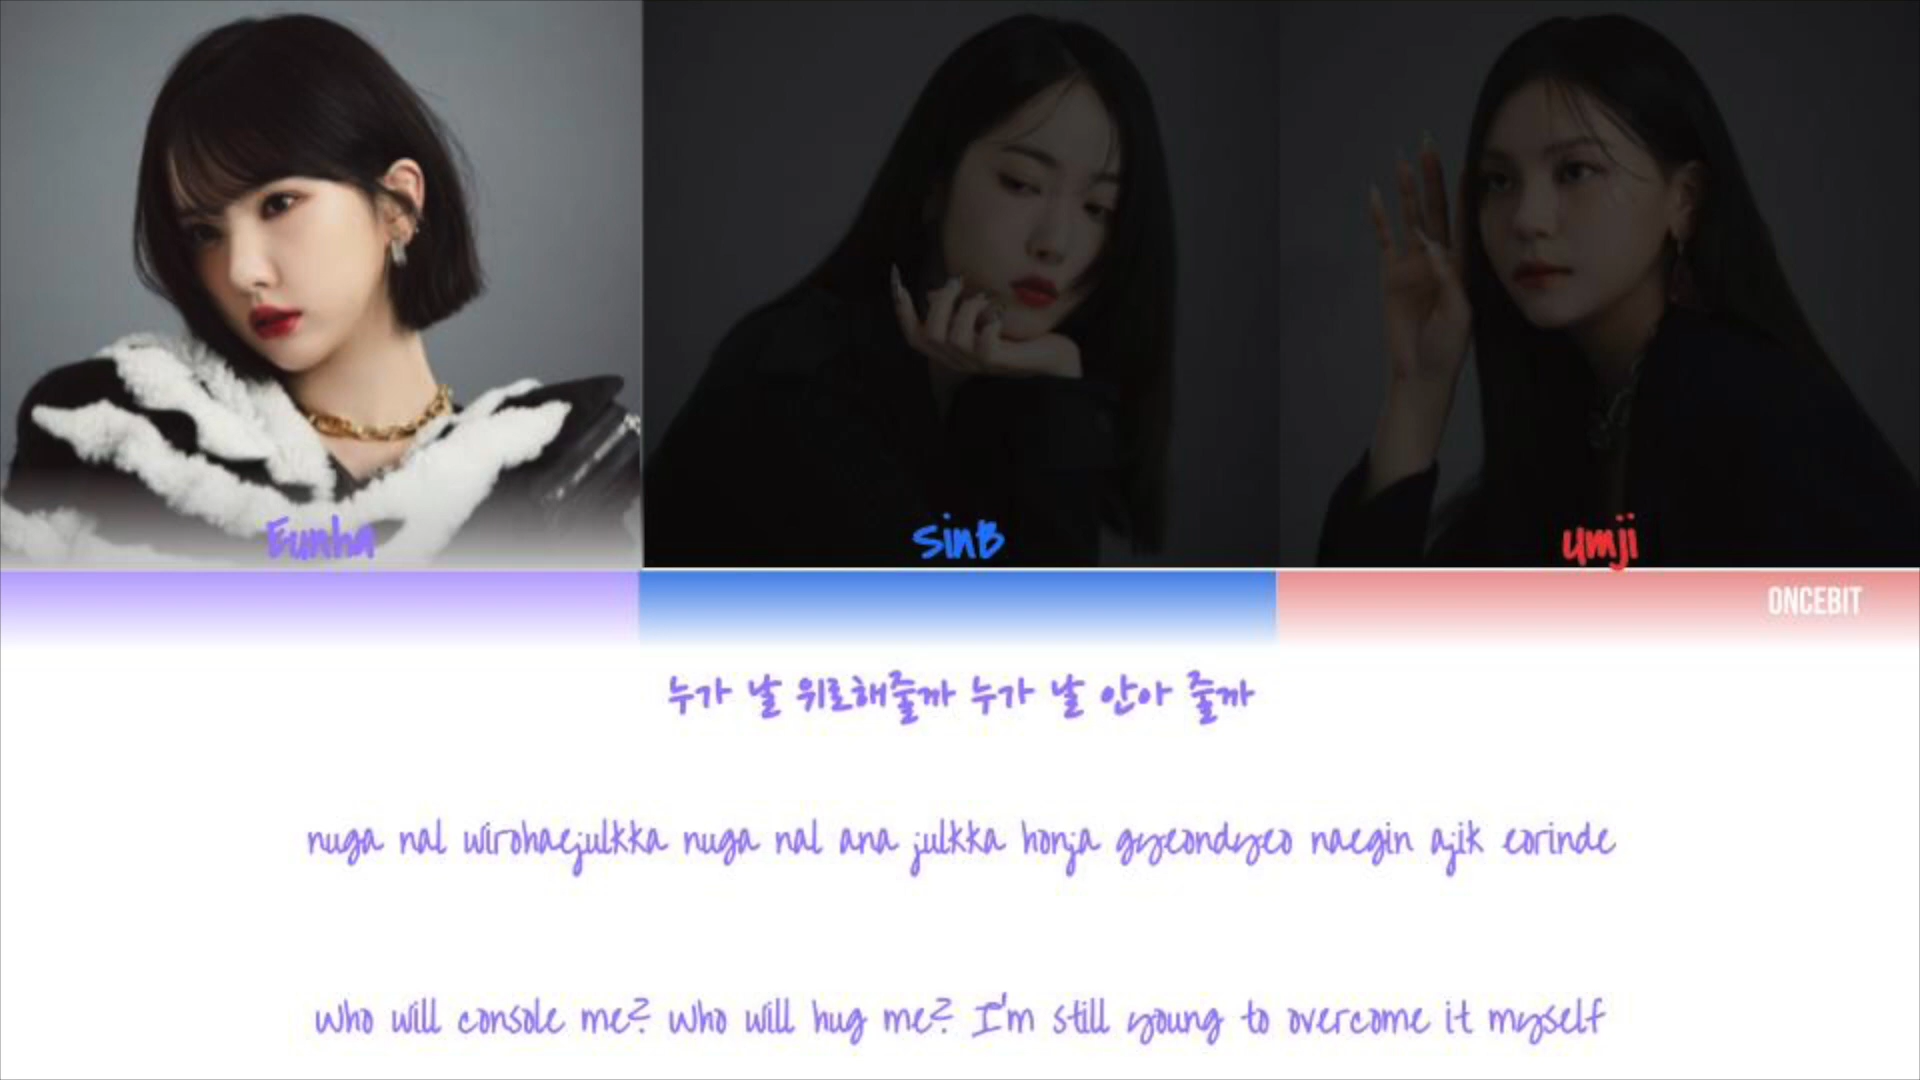 Eunha
SinB
Umji
ONCEBIT
누가 날 위로해줄까 누가 날 안아 줄까
nuga nal wirohaejulkka nuga nal ana julkka honja gyeondyeo naegin ajik eorinde
Who will console me? Who will hug me? I'm still young to overcome it myself